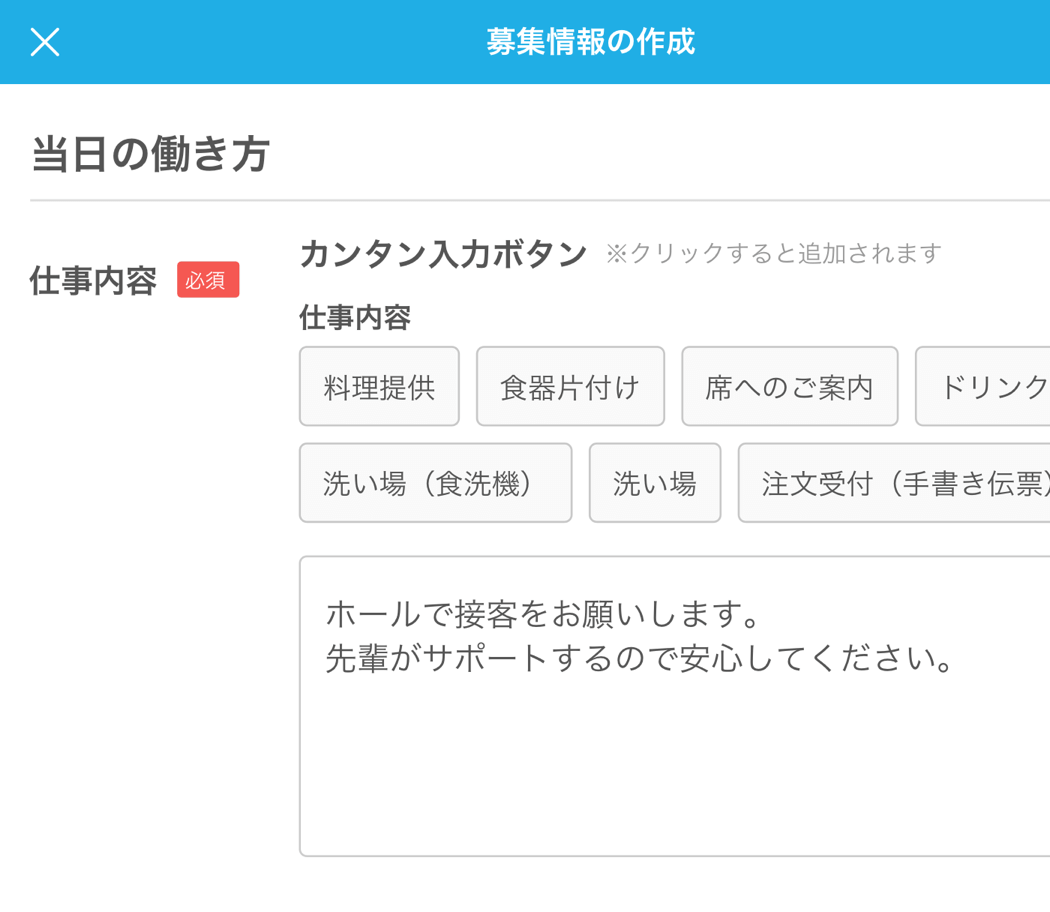 募集情報の作成
当日の働き方
仕事内容 必須
カンタン入力ボタン ※クリックすると追加されます
仕事内容
料理提供 食器片付け 席へのご案内 ドリンク
洗い場（食洗機） 洗い場 注文受付（手書き伝票）
ホールで接客をお願いします。
先輩がサポートするので安心してください。